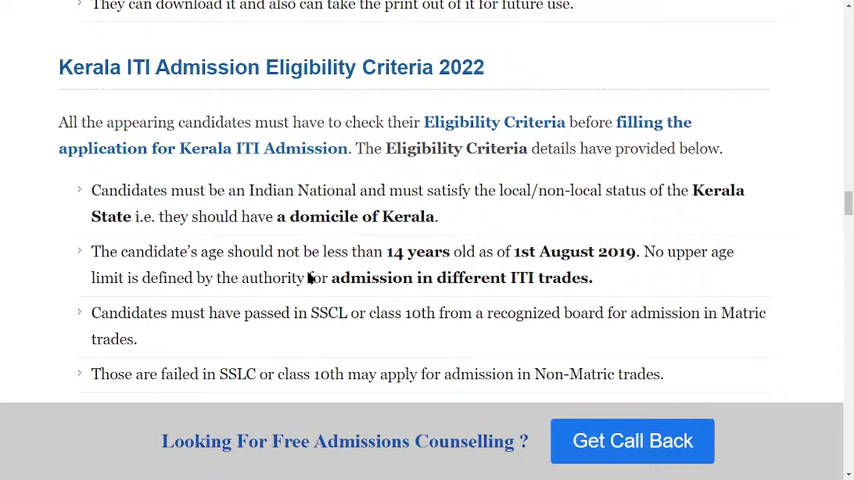 They can download it and also can take the print out of it for future use.
Kerala ITI Admission Eligibility Criteria 2022
All the appearing candidates must have to check their Eligibility Criteria before filling the
application for Kerala ITI Admission. The Eligibility Criteria details have provided below.
Candidates must be an Indian National and must satisfy the local/non-local status of the Kerala
State i.e. they should have a domicile of Kerala.
The candidate's age should not be less than 14 years old as of 1st August 2019. No upper age
limit is defined by the authority for admission in different ITI trades.
Candidates must have passed in SSCL or class 10th from a recognized board for admission in Matric
trades.
Those are failed in SSLC or class 10th may apply for admission in Non-Matric trades.
Looking For Free Admissions Counselling ?
Get Call Back